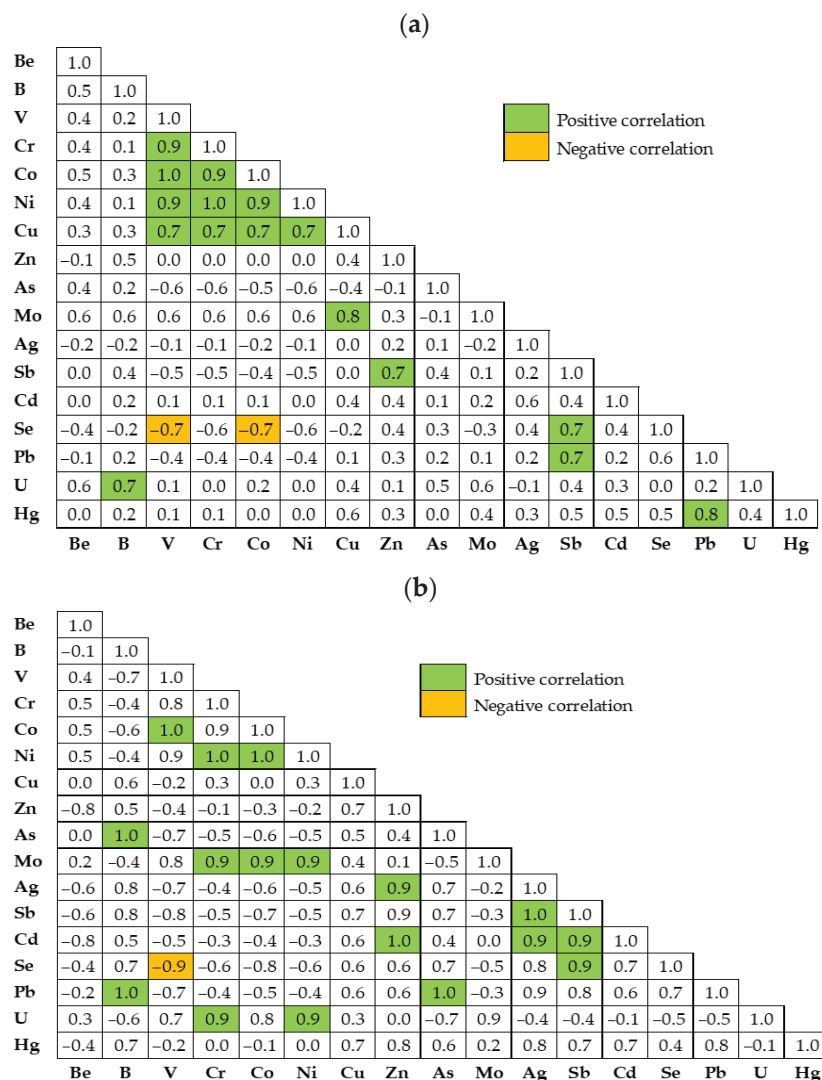 (a)
Be 1.0
B 0.5 1.0
V 0.4 0.2 1.0
Positive correlation
Cr 0.4 0.1 0.9 1.0
Negative correlation
Co 0.5 0.3 1.0 0.9 1.0
Ni 0.4 0.1 0.9 1.0 0.9 1.0
Cu 0.3 0.3 0.7 0.7 0.7 0.7 1.0
Zn −0.1 0.5 0.0 0.0 0.0 0.0 0.4 1.0
As 0.4 0.2 −0.6 −0.6 −0.5 −0.6 −0.4 −0.1 1.0
Mo 0.6 0.6 0.6 0.6 0.6 0.6 0.8 0.3 −0.1 1.0
Ag −0.2 −0.2 −0.1 −0.1 −0.2 −0.1 0.0 0.2 0.1 −0.2 1.0
Sb 0.0 0.4 −0.5 −0.5 −0.4 −0.5 0.0 0.7 0.4 0.1 0.2 1.0
Cd 0.0 0.2 0.1 0.1 0.1 0.0 0.4 0.4 0.1 0.2 0.6 0.4 1.0
Se −0.4 −0.2 −0.7 −0.6 −0.7 −0.6 −0.2 0.4 0.3 −0.3 0.4 0.7 0.4 1.0
Pb −0.1 0.2 −0.4 −0.4 −0.4 −0.4 0.1 0.3 0.2 0.1 0.2 0.7 0.2 0.6 1.0
U 0.6 0.7 0.1 0.0 0.2 0.0 0.4 0.1 0.5 0.6 −0.1 0.4 0.3 0.0 0.2 1.0
Hg 0.0 0.2 0.1 0.1 0.0 0.0 0.6 0.3 0.0 0.4 0.3 0.5 0.5 0.5 0.8 0.4 1.0
Be B V Cr Co Ni Cu Zn As Mo Ag Sb Cd Se Pb U Hg
(b)
Be 1.0
B −0.1 1.0
V 0.4 −0.7 1.0
Positive correlation
Cr 0.5 −0.4 0.8 1.0
Negative correlation
Co 0.5 −0.6 1.0 0.9 1.0
Ni 0.5 −0.4 0.9 1.0 1.0 1.0
Cu 0.0 0.6 −0.2 0.3 0.0 0.3 1.0
Zn −0.8 0.5 −0.4 −0.1 −0.3 −0.2 0.7 1.0
As 0.0 1.0 −0.7 −0.5 −0.6 −0.5 0.5 0.4 1.0
Mo 0.2 −0.4 0.8 0.9 0.9 0.9 0.4 0.1 −0.5 1.0
Ag −0.6 0.8 −0.7 −0.4 −0.6 −0.5 0.6 0.9 0.7 −0.2 1.0
Sb −0.6 0.8 −0.8 −0.5 −0.7 −0.5 0.7 0.9 0.7 −0.3 1.0 1.0
Cd −0.8 0.5 −0.5 −0.3 −0.4 −0.3 0.6 1.0 0.4 0.0 0.9 0.9 1.0
Se −0.4 0.7 −0.9 −0.6 −0.8 −0.6 0.6 0.6 0.7 −0.5 0.8 0.9 0.7 1.0
Pb −0.2 1.0 −0.7 −0.4 −0.5 −0.4 0.6 0.6 1.0 −0.3 0.9 0.8 0.6 0.7 1.0
U 0.3 −0.6 0.7 0.9 0.8 0.9 0.3 0.0 −0.7 0.9 −0.4 −0.4 −0.1 −0.5 −0.5 1.0
Hg −0.4 0.7 −0.2 0.0 −0.1 0.0 0.7 0.8 0.6 0.2 0.8 0.7 0.7 0.4 0.8 −0.1 1.0
Be B V Cr Co Ni Cu Zn As Mo Ag Sb Cd Se Pb U Hg